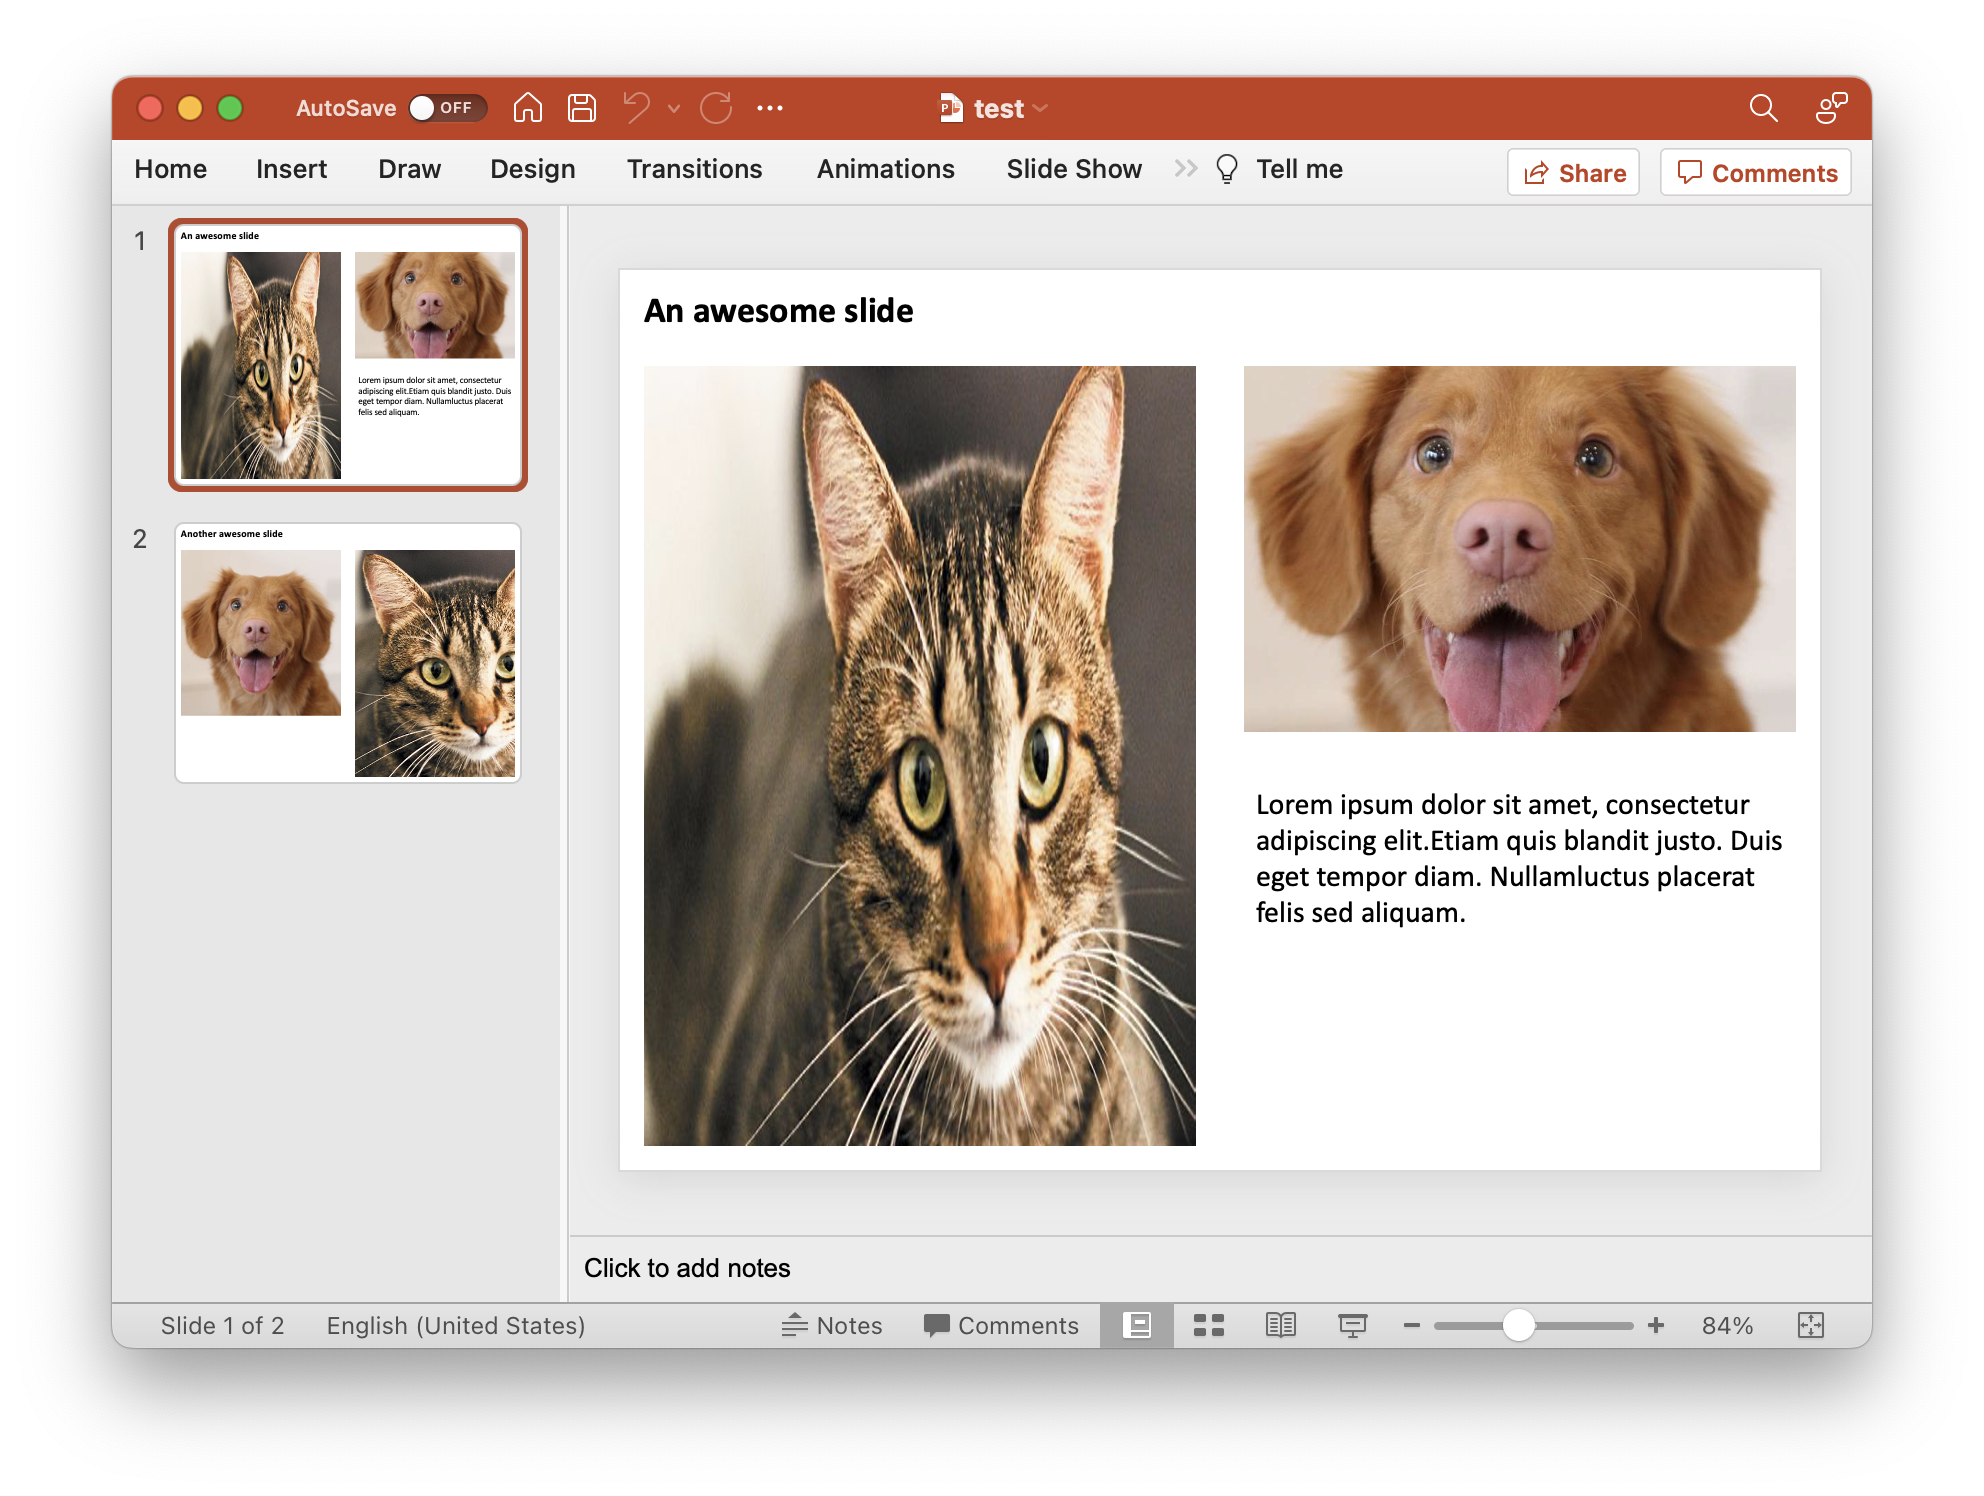 AutoSave OFF
test
Home Insert Draw Design Transitions Animations Slide Show Tell me Share Comments
1
An awesome slide
Lorem ipsum dolor sit amet, consectetur
adipiscing elit.Etiam quis blandit justo. Duis
eget tempor diam. Nullamluctus placerat
felis sed aliquam.
2
Another awesome slide
An awesome slide
Lorem ipsum dolor sit amet, consectetur
adipiscing elit.Etiam quis blandit justo. Duis
eget tempor diam. Nullamluctus placerat
felis sed aliquam.
Click to add notes
Slide 1 of 2 English (United States) Notes Comments 84%